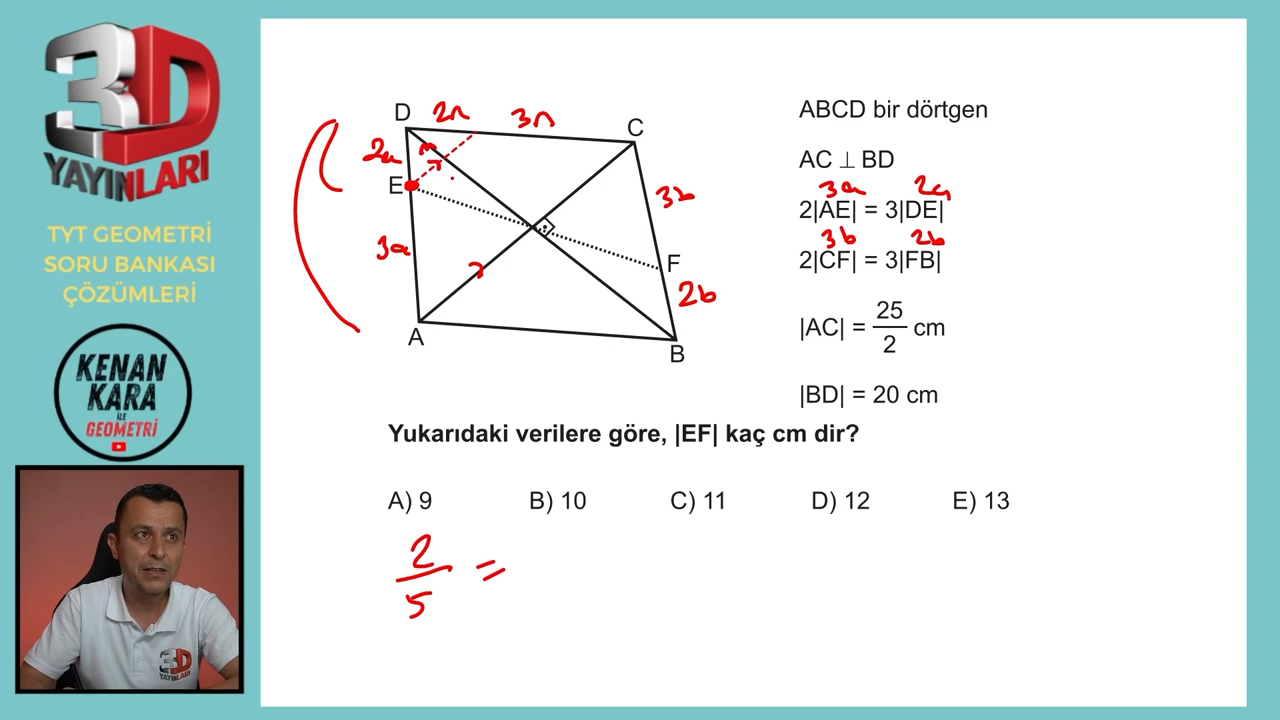 3D
YAYINLARI
TYT GEOMETRİ
SORU BANKASI
ÇÖZÜMLERİ
KENAN
KARA
İLE
GEOMETRİ
3D
YAYINLARI
D
2n
3n
C
2a
E
3b
3a
F
2b
A
B
ABCD bir dörtgen
AC ⊥ BD
3a 2a
2|AE| = 3|DE|
3b 2b
2|CF| = 3|FB|
|AC| = 25/2 cm
|BD| = 20 cm
Yukarıdaki verilere göre, |EF| kaç cm dir?
A) 9 B) 10 C) 11 D) 12 E) 13
2/5 =